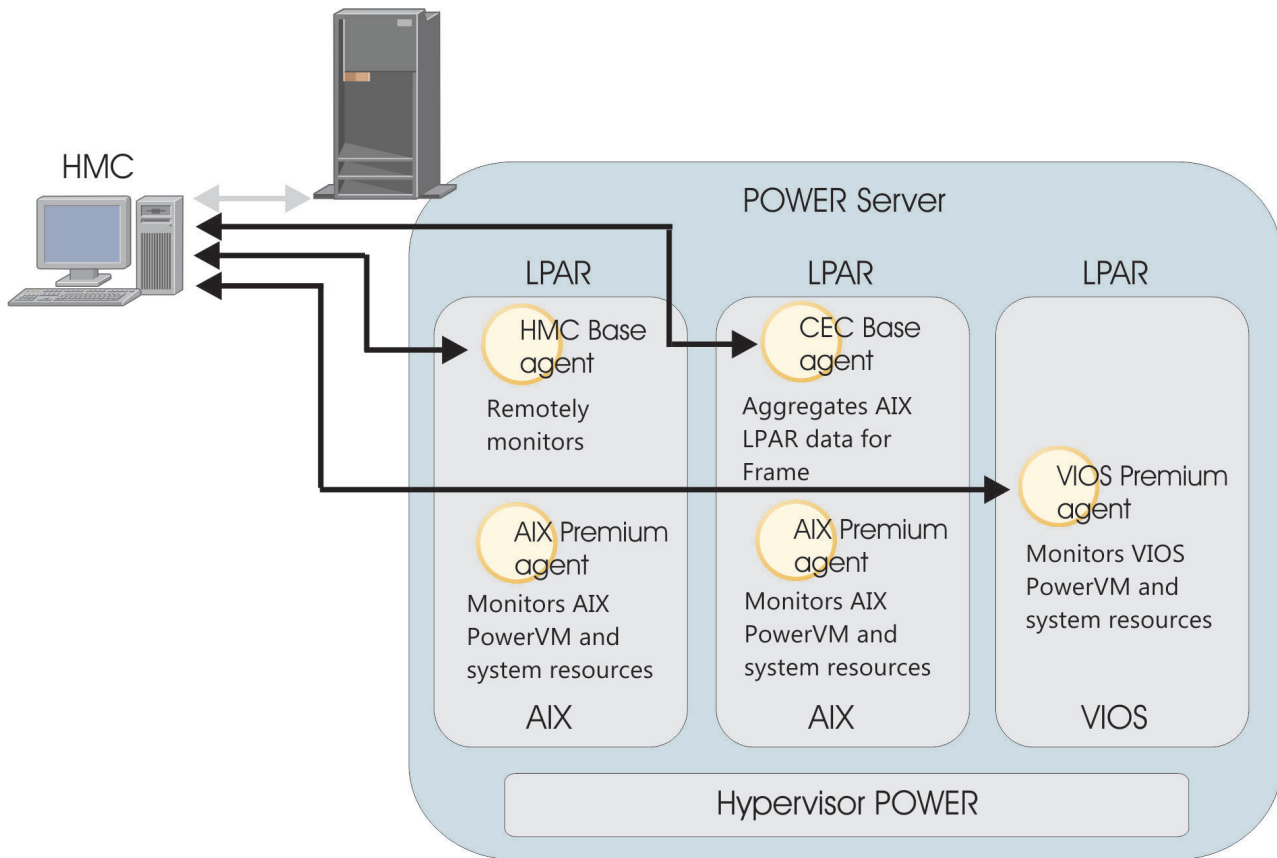 HMC
POWER Server
LPAR
HMC Base
agent
Remotely
monitors
AIX Premium
agent
Monitors AIX
PowerVM and
system resources
AIX
LPAR
CEC Base
agent
Aggregates AIX
LPAR data for
Frame
AIX Premium
agent
Monitors AIX
PowerVM and
system resources
AIX
LPAR
VIOS Premium
agent
Monitors VIOS
PowerVM and
system resources
VIOS
Hypervisor POWER